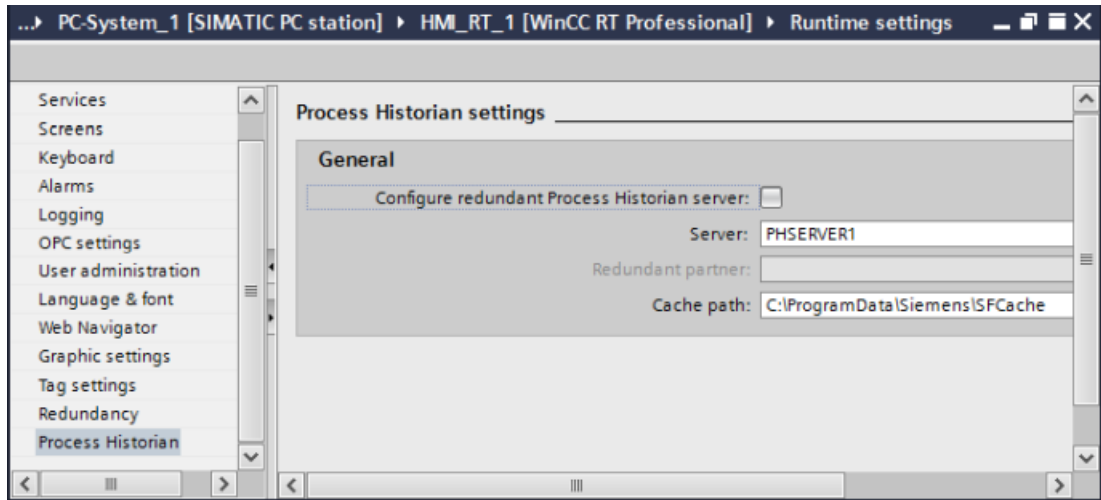 ...▸ PC-System_1 [SIMATIC PC station] ▸ HMI_RT_1 [WinCC RT Professional] ▸ Runtime settings
Services
Screens
Keyboard
Alarms
Logging
OPC settings
User administration
Language & font
Web Navigator
Graphic settings
Tag settings
Redundancy
Process Historian
Process Historian settings
General
Configure redundant Process Historian server:
Server: PHSERVER1
Redundant partner:
Cache path: C:\ProgramData\Siemens\SFCache